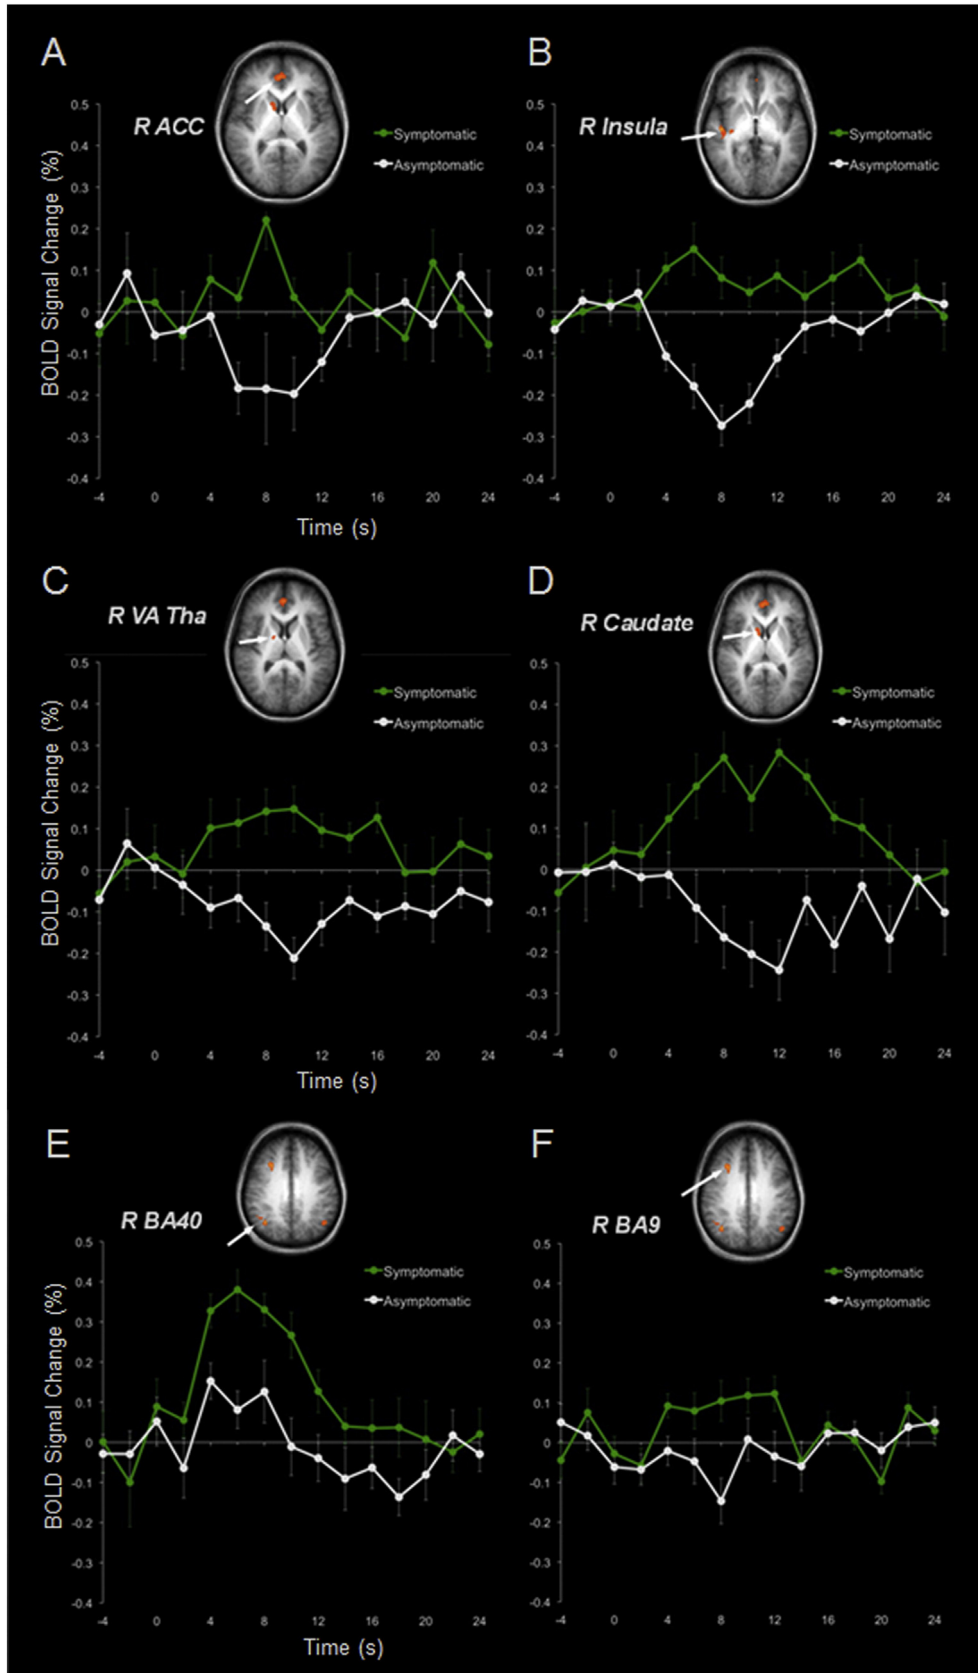 A
B
R ACC
R Insula
Symptomatic
Asymptomatic
Symptomatic
Asymptomatic
BOLD Signal Change (%)
0.5
0.4
0.3
0.2
0.1
0
-0.1
-0.2
-0.3
-0.4
0.5
0.4
0.3
0.2
0.1
0
-0.1
-0.2
-0.3
-0.4
-4 0 4 8 12 16 20 24
-4 0 4 8 12 16 20 24
Time (s)
C
D
R VA Tha
R Caudate
Symptomatic
Asymptomatic
Symptomatic
Asymptomatic
BOLD Signal Change (%)
0.5
0.4
0.3
0.2
0.1
0
-0.1
-0.2
-0.3
-0.4
0.5
0.4
0.3
0.2
0.1
0
-0.1
-0.2
-0.3
-0.4
-4 0 4 8 12 16 20 24
-4 0 4 8 12 16 20 24
Time (s)
E
F
R BA40
R BA9
Symptomatic
Asymptomatic
Symptomatic
Asymptomatic
BOLD Signal Change (%)
0.5
0.4
0.3
0.2
0.1
0
-0.1
-0.2
-0.3
-0.4
0.5
0.4
0.3
0.2
0.1
0
-0.1
-0.2
-0.3
-0.4
-4 0 4 8 12 16 20 24
-4 0 4 8 12 16 20 24
Time (s)